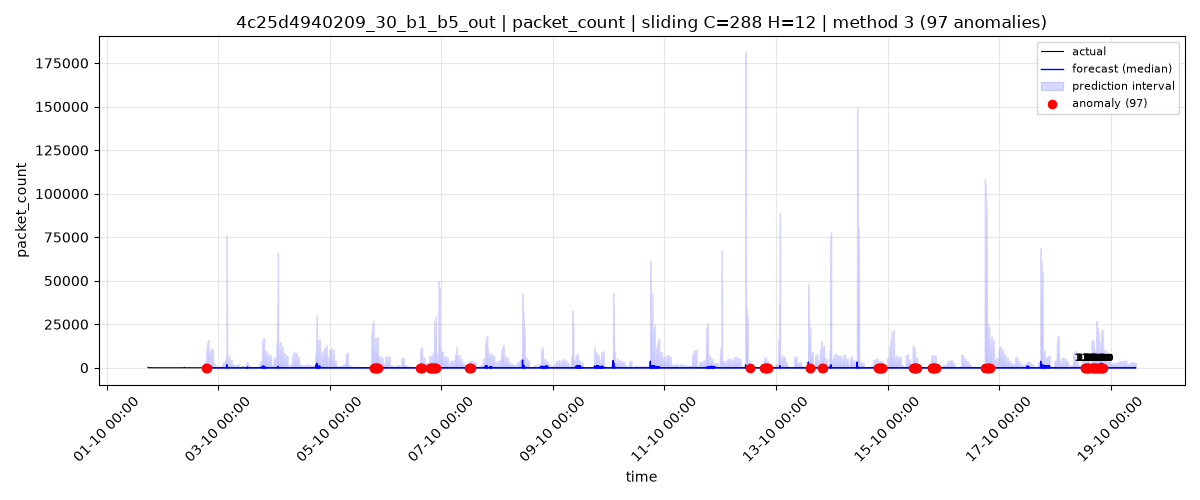 4c25d4940209_30_b1_b5_out | packet_count | sliding C=288 H=12 | method 3 (97 anomalies)
packet_count
175000
150000
125000
100000
75000
50000
25000
0
actual
forecast (median)
prediction interval
anomaly (97)
01-10 00:00
03-10 00:00
05-10 00:00
07-10 00:00
09-10 00:00
11-10 00:00
13-10 00:00
15-10 00:00
17-10 00:00
19-10 00:00
time